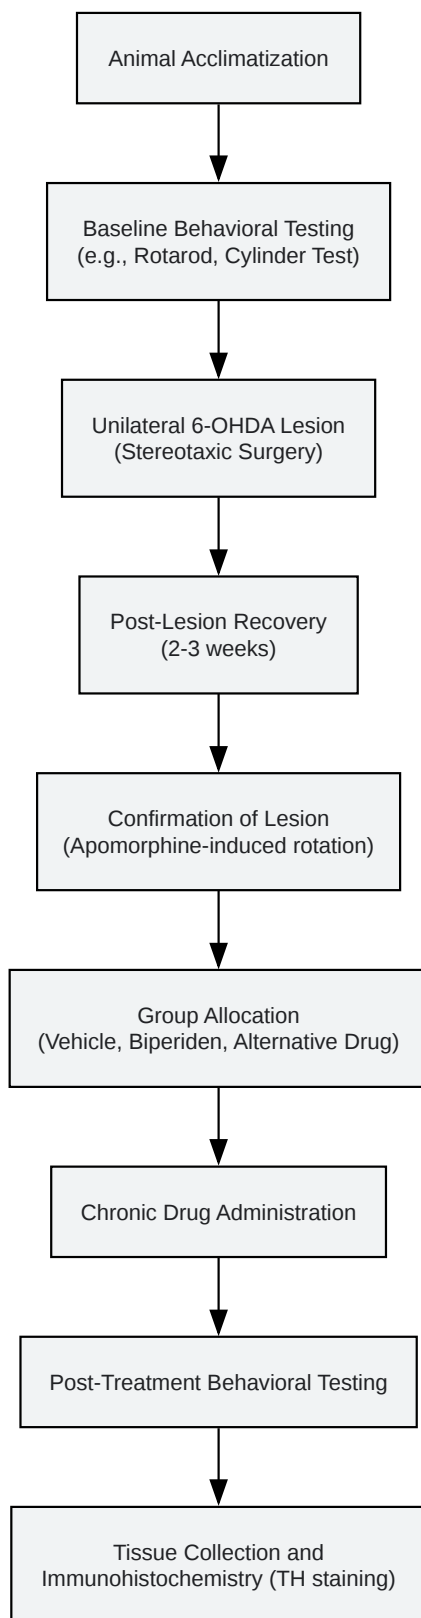 Animal Acclimatization
Baseline Behavioral Testing
(e.g., Rotarod, Cylinder Test)
Unilateral 6-OHDA Lesion
(Stereotaxic Surgery)
Post-Lesion Recovery
(2-3 weeks)
Confirmation of Lesion
(Apomorphine-induced rotation)
Group Allocation
(Vehicle, Biperiden, Alternative Drug)
Chronic Drug Administration
Post-Treatment Behavioral Testing
Tissue Collection and
Immunohistochemistry (TH staining)